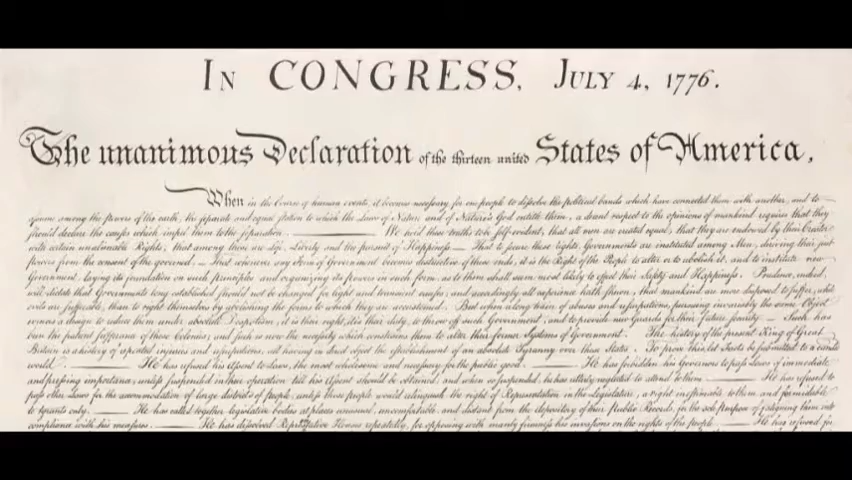 IN CONGRESS, JULY 4, 1776.
The unanimous Declaration of the thirteen united States of America,
When in the Course of human events, it becomes necessary for one people to dissolve the political bands which have connected them with another, and to
assume among the powers of the earth, the separate and equal station to which the Laws of Nature and of Nature's God entitle them, a decent respect to the opinions of mankind requires that they
should declare the causes which impel them to the separation. We hold these truths to be self-evident, that all men are created equal, that they are endowed by their Creator
with certain unalienable Rights, that among these are Life, Liberty and the pursuit of Happiness.— That to secure these rights, Governments are instituted among Men, deriving their just
powers from the consent of the governed,— That whenever any Form of Government becomes destructive of these ends, it is the Right of the People to alter or to abolish it, and to institute new
Government, laying its foundation on such principles and organizing its powers in such form, as to them shall seem most likely to effect their Safety and Happiness. Prudence, indeed,
will dictate that Governments long established should not be changed for light and transient causes; and accordingly all experience hath shewn, that mankind are more disposed to suffer, while
evils are sufferable, than to right themselves by abolishing the forms to which they are accustomed. But when a long train of abuses and usurpations, pursuing invariably the same Object
evinces a design to reduce them under absolute Despotism, it is their right, it is their duty, to throw off such Government, and to provide new Guards for their future security.— Such has
been the patient sufferance of these Colonies; and such is now the necessity which constrains them to alter their former Systems of Government. The history of the present King of Great
Britain is a history of repeated injuries and usurpations, all having in direct object the establishment of an absolute Tyranny over these States. To prove this, let Facts be submitted to a candid
world. He has refused his Assent to Laws, the most wholesome and necessary for the public good. He has forbidden his Governors to pass Laws of immediate
and pressing importance, unless suspended in their operation till his Assent should be obtained; and when so suspended, he has utterly neglected to attend to them. He has refused to
pass other Laws for the accommodation of large districts of people, unless those people would relinquish the right of Representation in the Legislature, a right inestimable to them and formidable
to tyrants only. He has called together legislative bodies at places unusual, uncomfortable, and distant from the depository of their Public Records, for the sole purpose of fatiguing them into
compliance with his measures. He has dissolved Representative Houses repeatedly, for opposing with manly firmness his invasions on the rights of the people. He has refused for